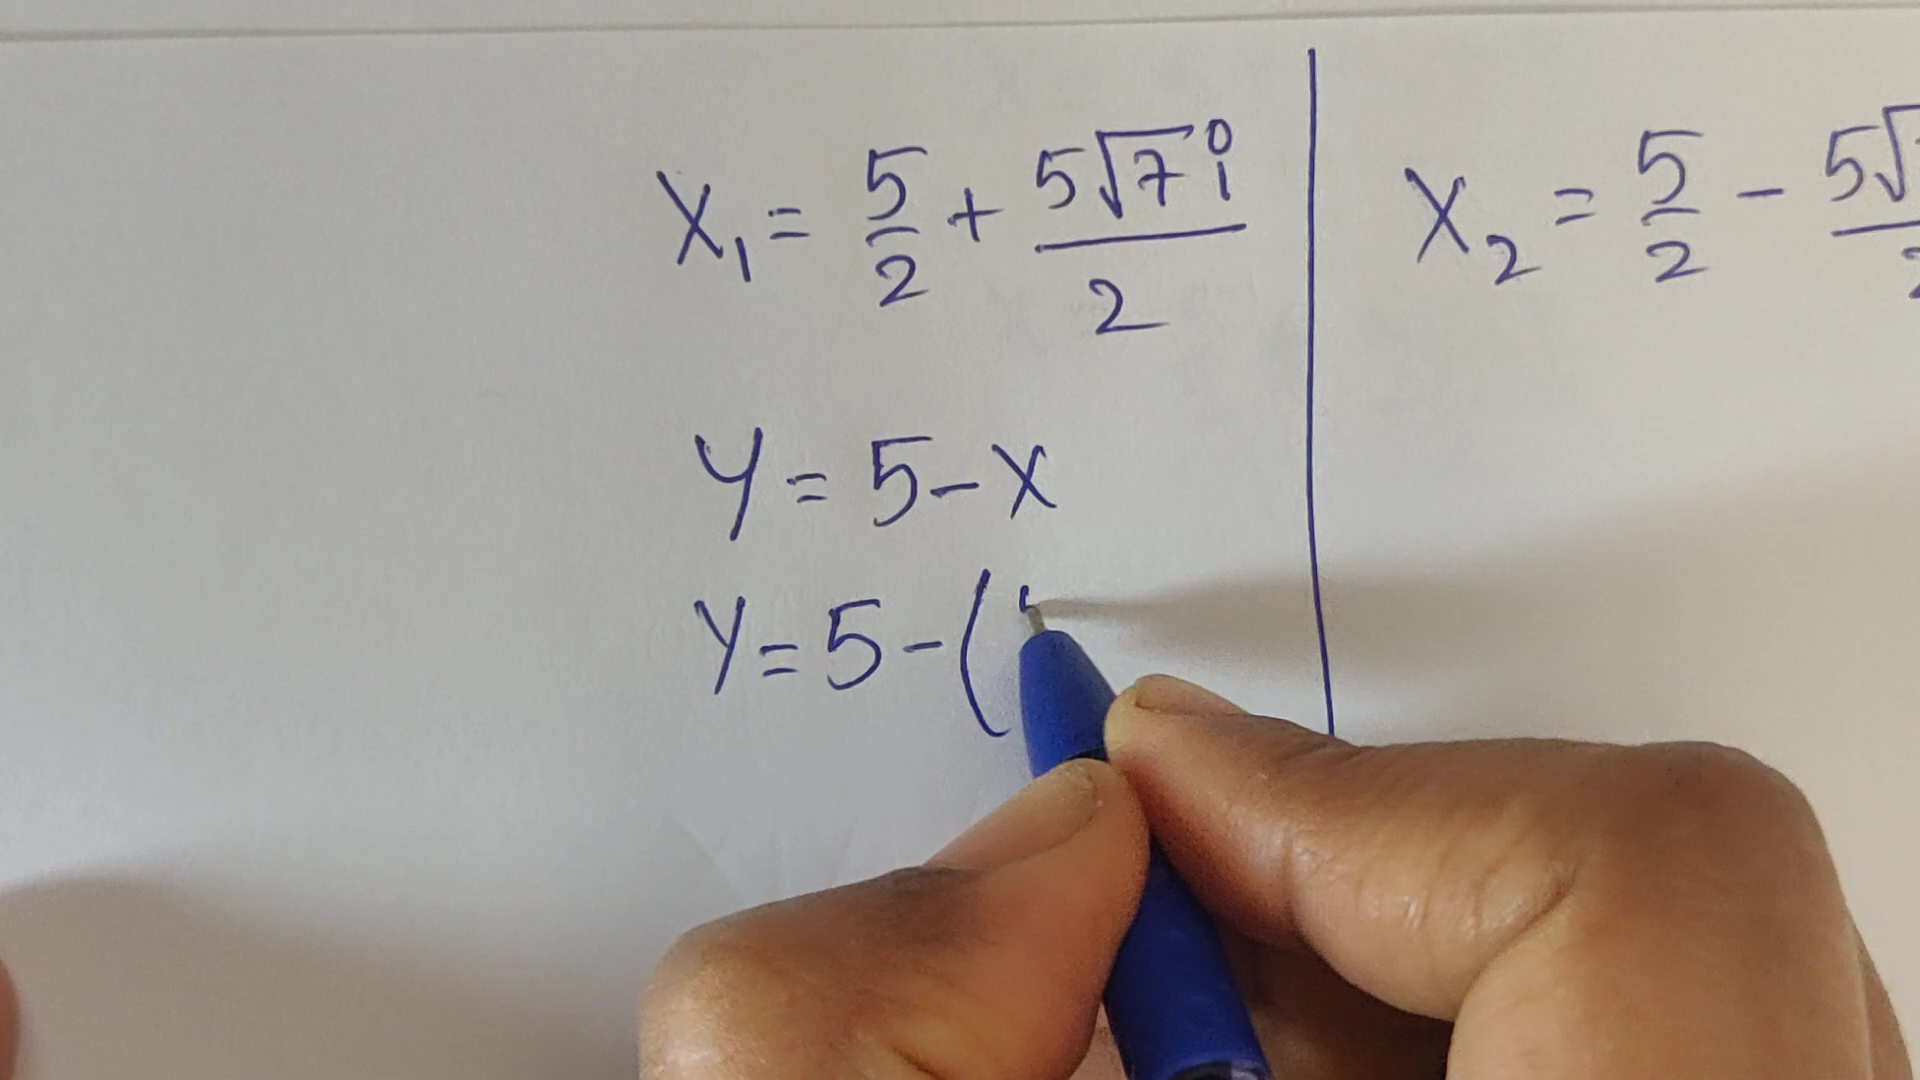 X₁ = 5/2 + 5√7 i/2
X₂ = 5/2 - 5√
y = 5 - x
y = 5 - (